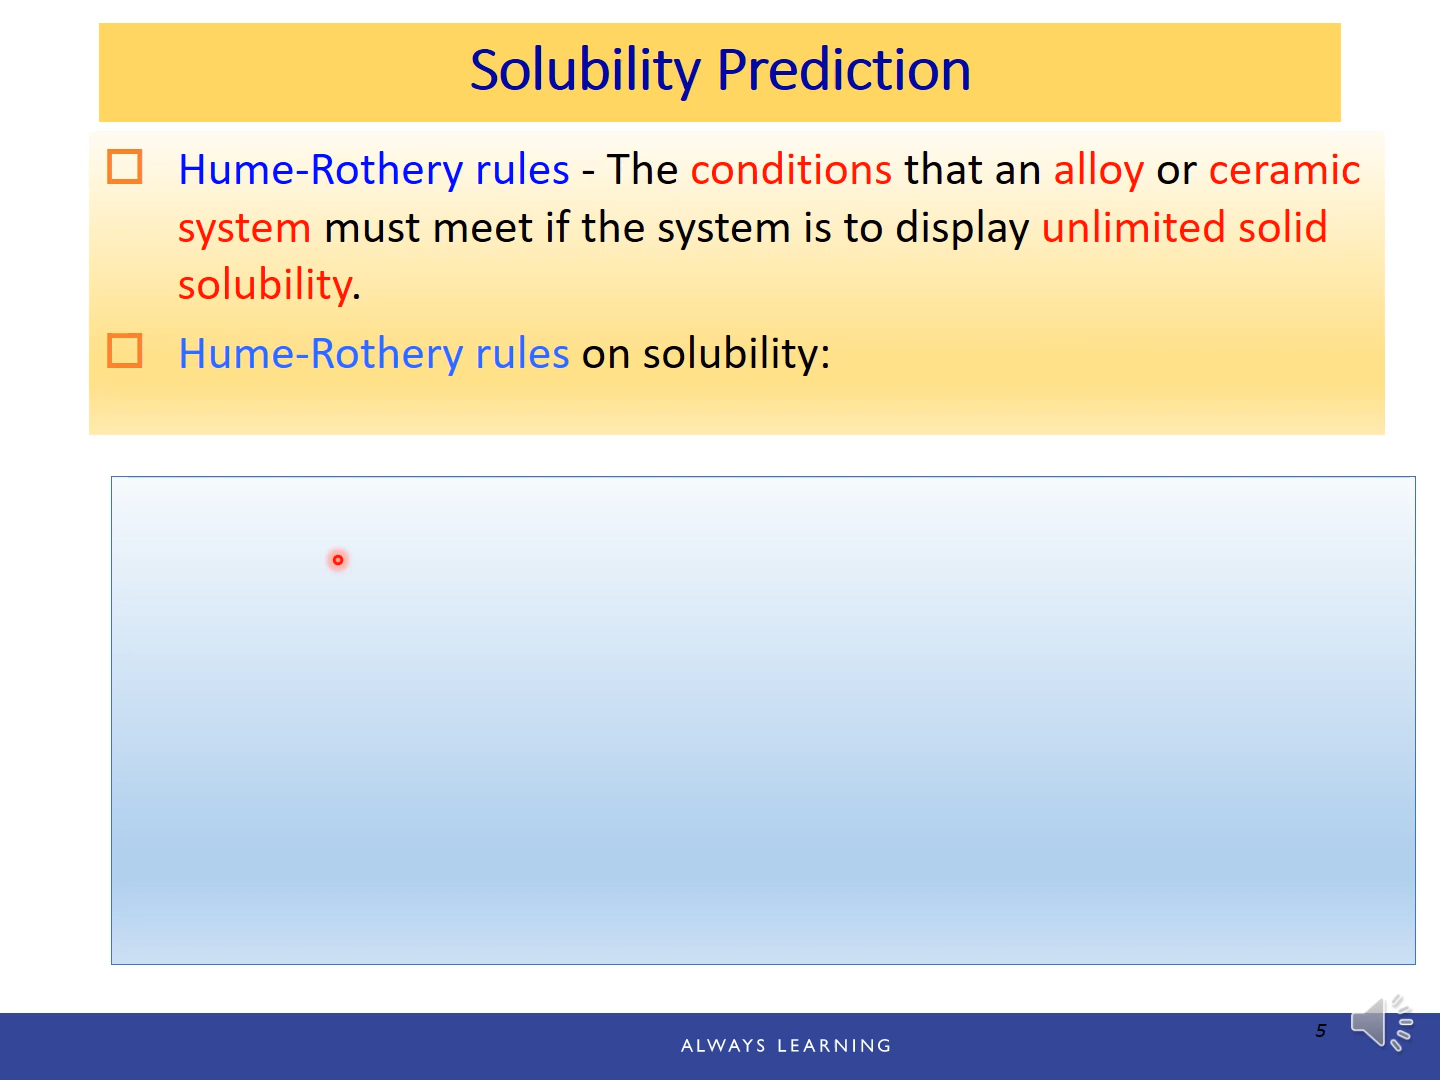 Solubility Prediction
Hume-Rothery rules - The conditions that an alloy or ceramic
system must meet if the system is to display unlimited solid
solubility.
Hume-Rothery rules on solubility:
5
ALWAYS LEARNING